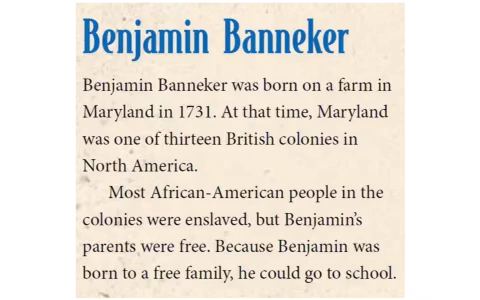 Benjamin Banneker
Benjamin Banneker was born on a farm in
Maryland in 1731. At that time, Maryland
was one of thirteen British colonies in
North America.
Most African-American people in the
colonies were enslaved, but Benjamin’s
parents were free. Because Benjamin was
born to a free family, he could go to school.